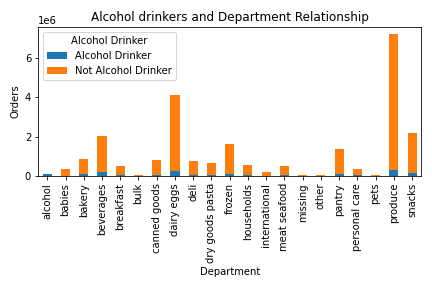 Alcohol drinkers and Department Relationship
1e6
Alcohol Drinker
Alcohol Drinker
Not Alcohol Drinker
6
4
2
0
Orders
alcohol
babies
bakery
beverages
breakfast
bulk
canned goods
dairy eggs
deli
dry goods pasta
frozen
households
international
meat seafood
missing
other
pantry
personal care
pets
produce
snacks
Department